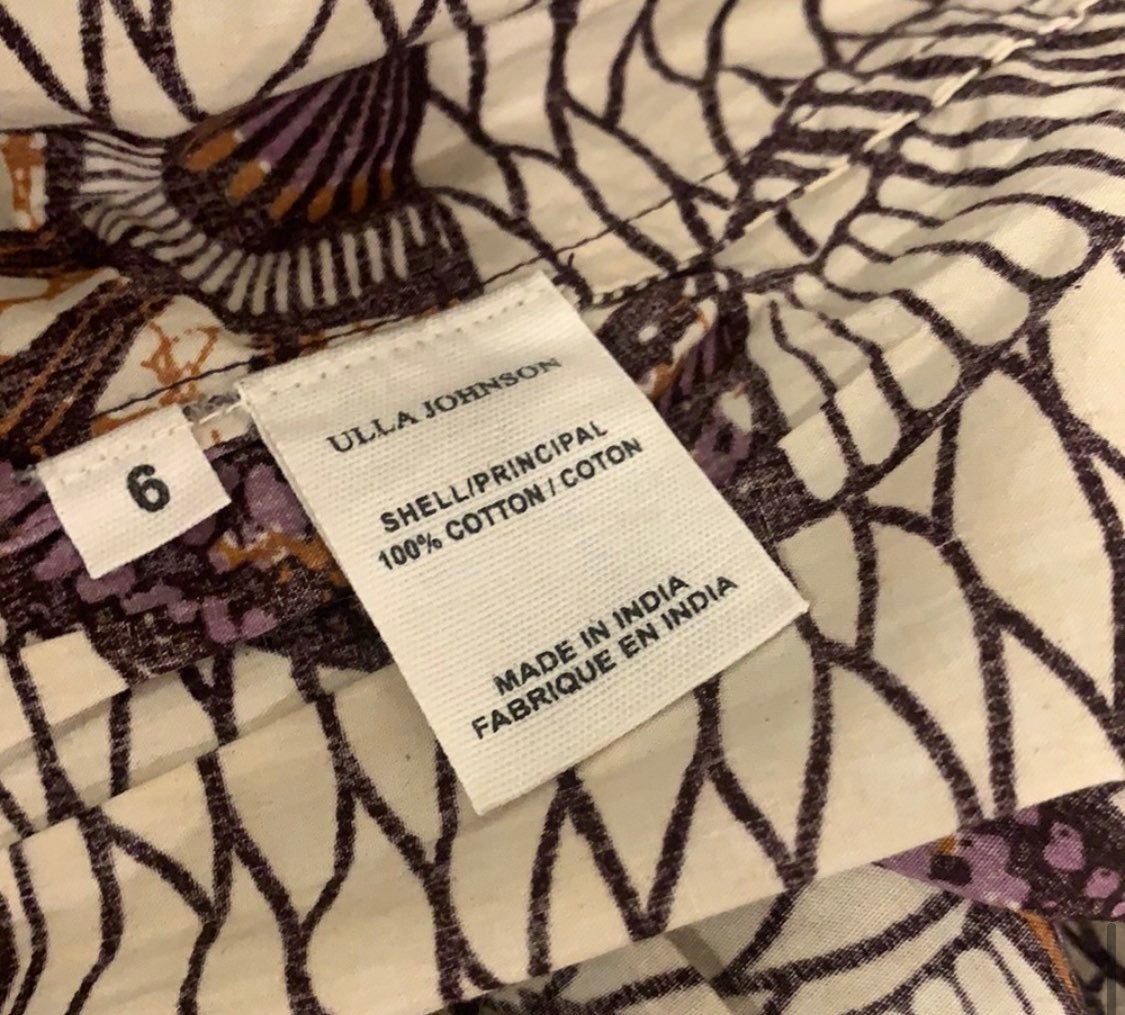 6
ULLA JOHNSON
SHELL/PRINCIPAL
100% COTTON / COTON
MADE IN INDIA
FABRIQUE EN INDIA